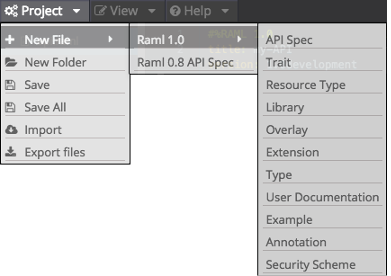 Project View Help
New File
New Folder
Save
Save All
Import
Export files
Raml 1.0
Raml 0.8 API Spec
API Spec
Trait
Resource Type
Library
Overlay
Extension
Type
User Documentation
Example
Annotation
Security Scheme